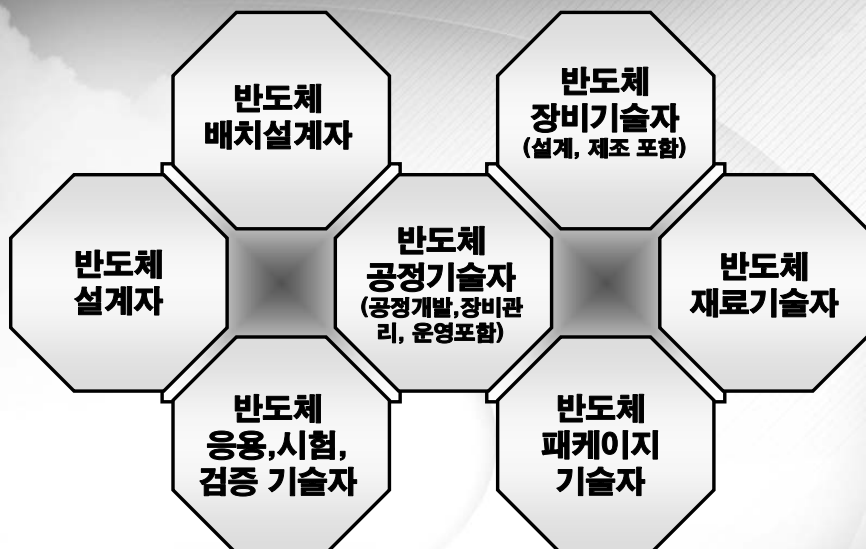 반도체
배치설계자
반도체
장비기술자
(설계, 제조 포함)
반도체
설계자
반도체
공정기술자
(공정개발,장비관
리, 운영포함)
반도체
재료기술자
반도체
응용,시험,
검증 기술자
반도체
패케이지
기술자